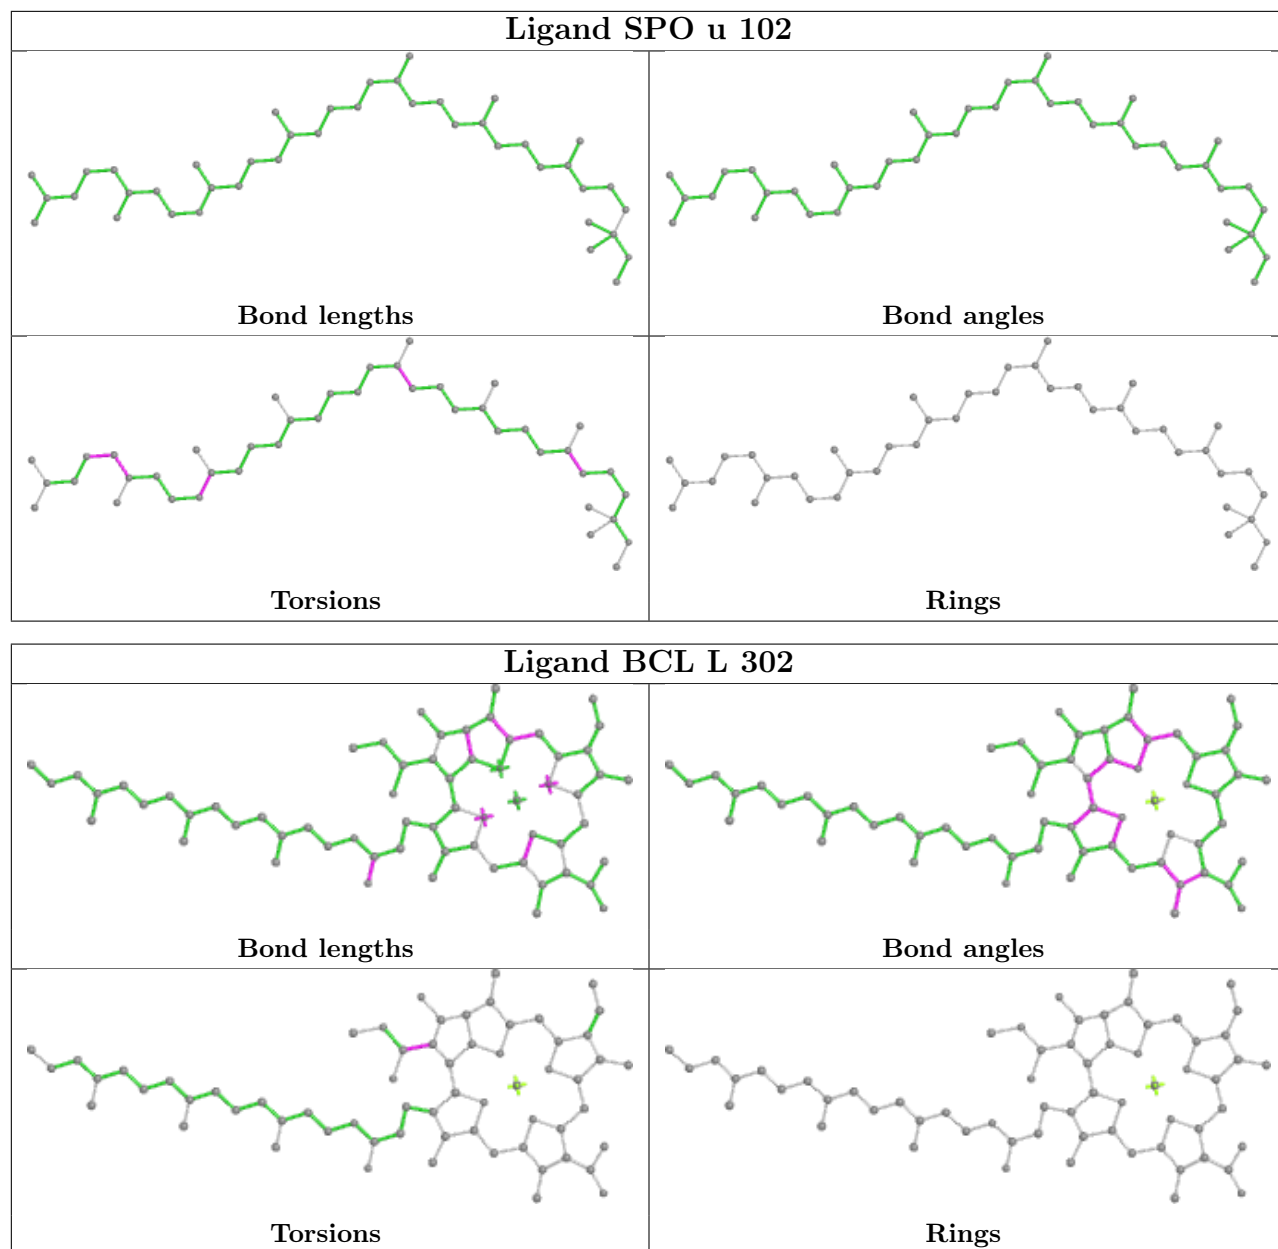 Ligand SPO u 102
Bond lengths
Bond angles
Torsions
Rings
Ligand BCL L 302
Bond lengths
Bond angles
Torsions
Rings